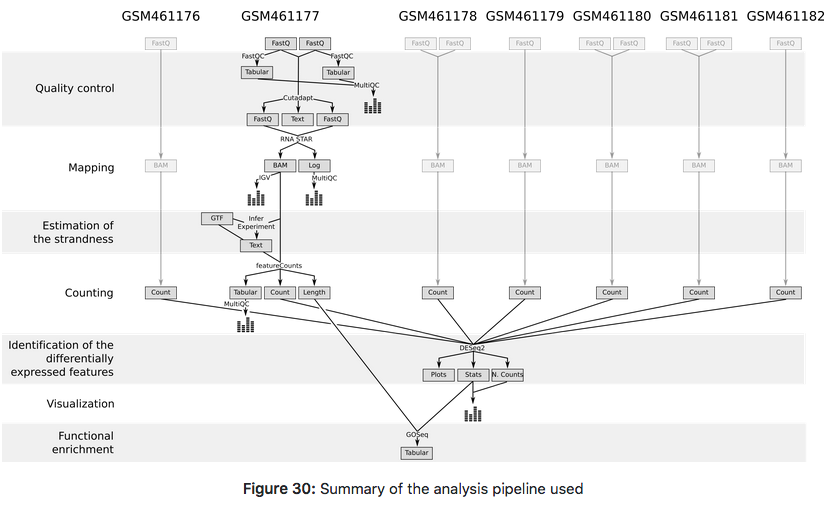 GSM461176 GSM461177 GSM461178 GSM461179 GSM461180 GSM461181 GSM461182
FastQ FastQ FastQ FastQ FastQ FastQ FastQ FastQ FastQ FastQ FastQ
FastQC FastQC
Tabular Tabular
Quality control
MultiQC
Cutadapt
FastQ Text FastQ
RNA STAR
Mapping
BAM BAM Log BAM BAM BAM BAM BAM
IGV MultiQC
Estimation of
the strandness
GTF Infer
Experiment
Text
featureCounts
Counting
Count Tabular Count Length Count Count Count Count Count
MultiQC
Identification of the
differentially
expressed features
DESeq2
Plots Stats N. Counts
Visualization
Functional
enrichment
GOSeq
Tabular
Figure 30: Summary of the analysis pipeline used